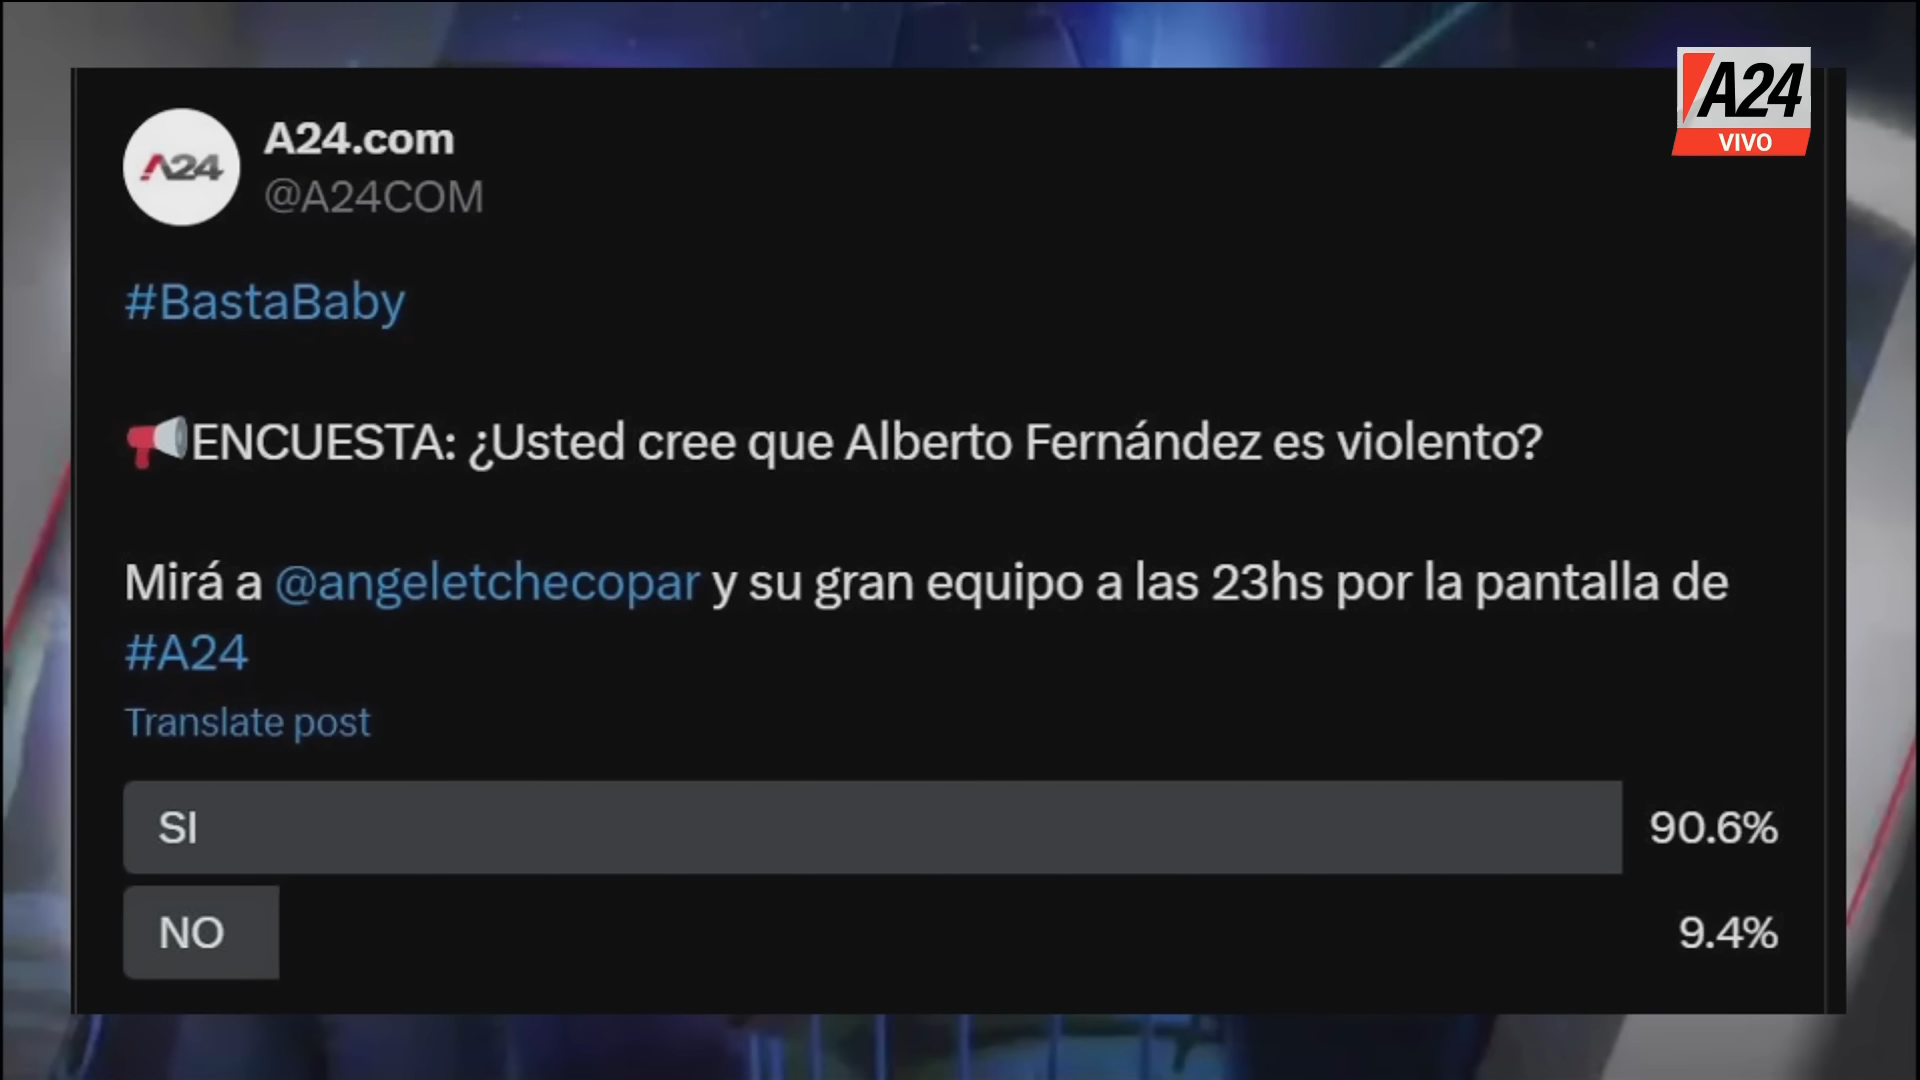 A24
VIVO
A24
A24.com
@A24COM
#BastaBaby
ENCUESTA: ¿Usted cree que Alberto Fernández es violento?
Mirá a @angeletchecopar y su gran equipo a las 23hs por la pantalla de
#A24
Translate post
SI 90.6%
NO 9.4%